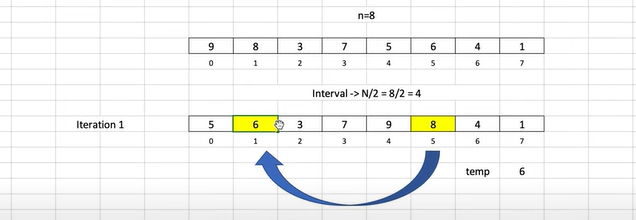 n=8
9 8 3 7 5 6 4 1
0 1 2 3 4 5 6 7
Interval -> N/2 = 8/2 = 4
Iteration 1 5 6 3 7 9 8 4 1
0 1 2 3 4 5 6 7
temp 6